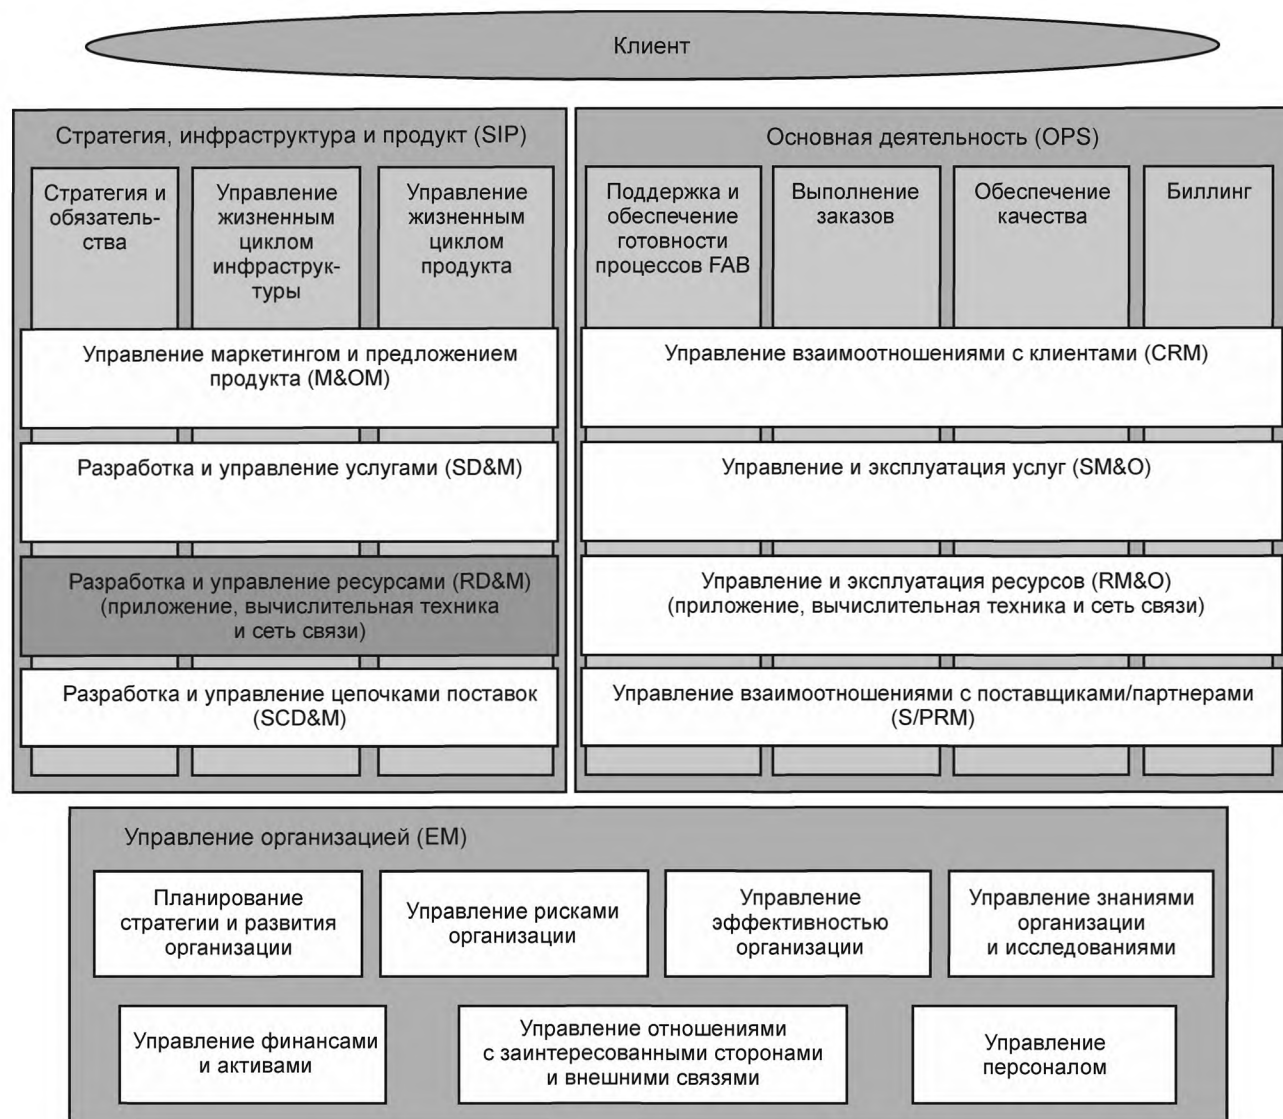 Клиент
Стратегия, инфраструктура и продукт (SIP)
Стратегия и
обязатель-
ства
Управление
жизненным
циклом
инфраструк-
туры
Управление
жизненным
циклом
продукта
Управление маркетингом и предложением
продукта (M&OM)
Разработка и управление услугами (SD&M)
Разработка и управление ресурсами (RD&M)
(приложение, вычислительная техника
и сеть связи)
Разработка и управление цепочками поставок
(SCD&M)
Основная деятельность (OPS)
Поддержка и
обеспечение
готовности
процессов FAB
Выполнение
заказов
Обеспечение
качества
Биллинг
Управление взаимоотношениями с клиентами (CRM)
Управление и эксплуатация услуг (SM&O)
Управление и эксплуатация ресурсов (RM&O)
(приложение, вычислительная техника и сеть связи)
Управление взаимоотношениями с поставщиками/партнерами
(S/PRM)
Управление организацией (EM)
Планирование
стратегии и развития
организации
Управление рисками
организации
Управление
эффективностью
организации
Управление знаниями
организации
и исследованиями
Управление финансами
и активами
Управление отношениями
с заинтересованными сторонами
и внешними связями
Управление
персоналом